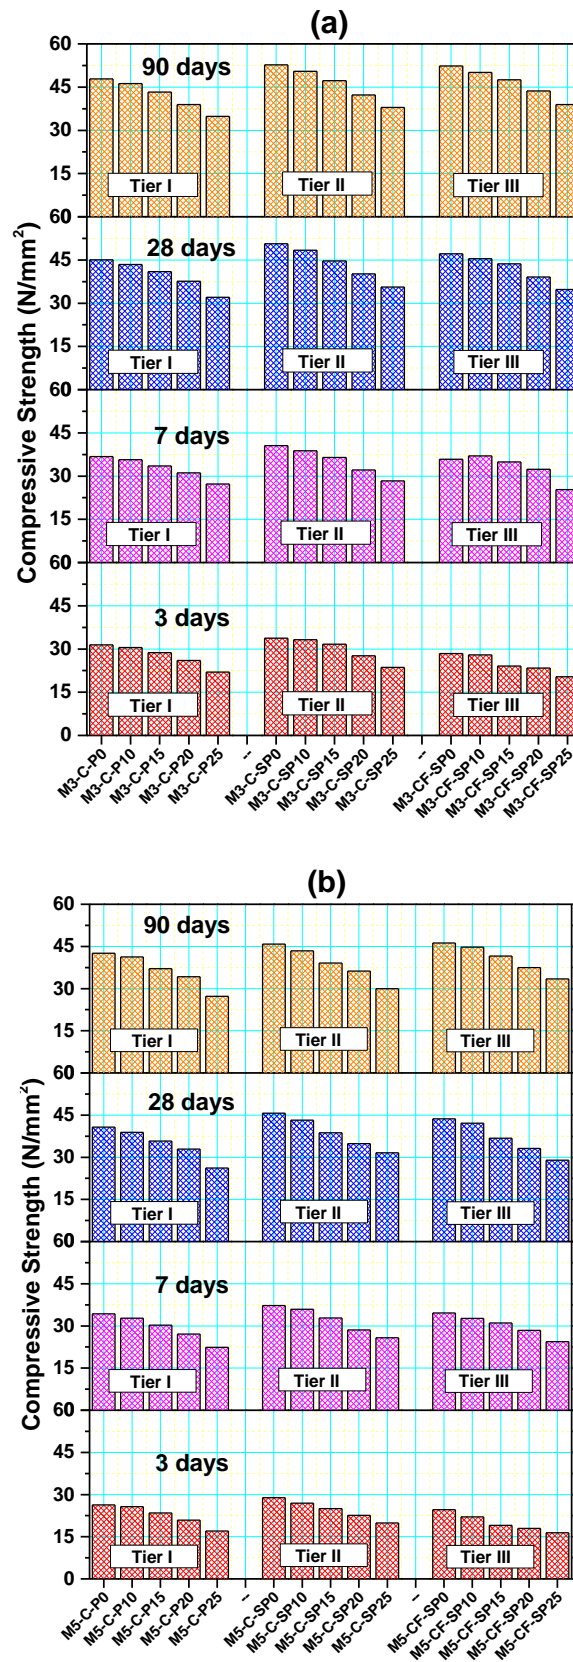 (a)
Compressive Strength (N/mm²)
60
90 days
45
30
15
Tier I
Tier II
Tier III
60
28 days
45
30
15
Tier I
Tier II
Tier III
60
7 days
45
30
15
Tier I
Tier II
Tier III
60
3 days
45
30
15
Tier I
Tier II
Tier III
0
M3-C-P0
M3-C-P10
M3-C-P15
M3-C-P20
M3-C-P25
--
M3-C-SP0
M3-C-SP10
M3-C-SP15
M3-C-SP20
M3-C-SP25
--
M3-CF-SP0
M3-CF-SP10
M3-CF-SP15
M3-CF-SP20
M3-CF-SP25
(b)
Compressive Strength (N/mm²)
60
90 days
45
30
15
Tier I
Tier II
Tier III
60
28 days
45
30
15
Tier I
Tier II
Tier III
60
7 days
45
30
15
Tier I
Tier II
Tier III
60
3 days
45
30
15
Tier I
Tier II
Tier III
0
M5-C-P0
M5-C-P10
M5-C-P15
M5-C-P20
M5-C-P25
--
M5-C-SP0
M5-C-SP10
M5-C-SP15
M5-C-SP20
M5-C-SP25
--
M5-CF-SP0
M5-CF-SP10
M5-CF-SP15
M5-CF-SP20
M5-CF-SP25